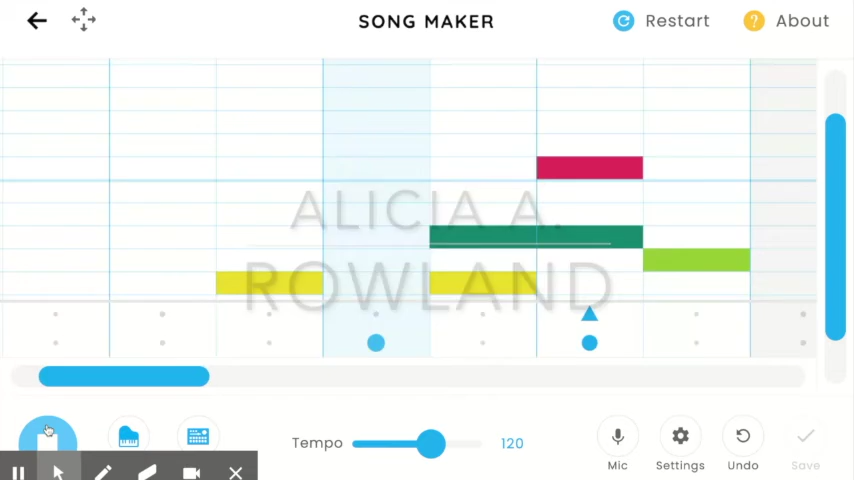 SONG MAKER
Restart
? About
ALICIA A.
ROWLAND
Tempo
120
Mic
Settings
Undo
Save